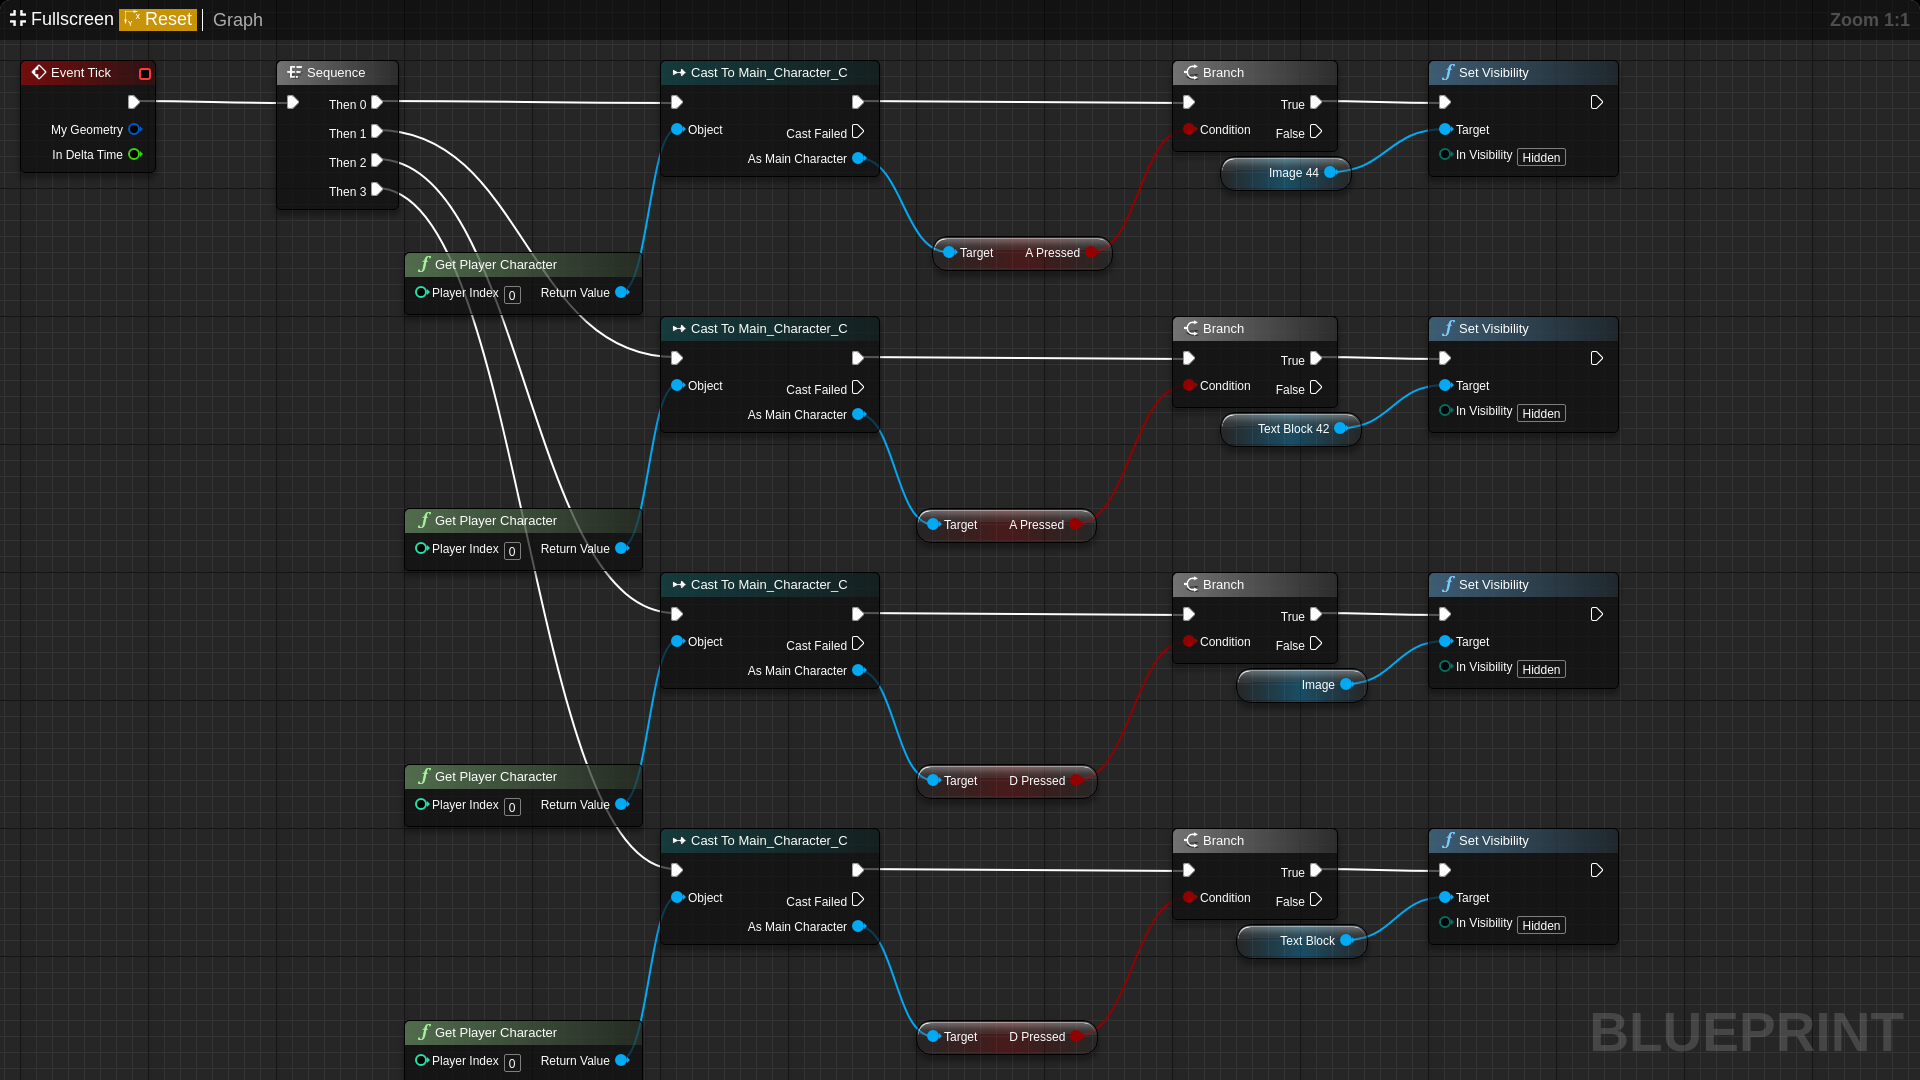 Fullscreen Reset Graph Zoom 1:1
Event Tick
My Geometry
In Delta Time
Sequence
Then 0
Then 1
Then 2
Then 3
Get Player Character
Player Index 0 Return Value
Cast To Main_Character_C
Object
Cast Failed
As Main Character
Target A Pressed
Branch
True
Condition
False
Image 44
Set Visibility
Target
In Visibility Hidden
Get Player Character
Player Index 0 Return Value
Cast To Main_Character_C
Object
Cast Failed
As Main Character
Target A Pressed
Branch
True
Condition
False
Text Block 42
Set Visibility
Target
In Visibility Hidden
Get Player Character
Player Index 0 Return Value
Cast To Main_Character_C
Object
Cast Failed
As Main Character
Target D Pressed
Branch
True
Condition
False
Image
Set Visibility
Target
In Visibility Hidden
Get Player Character
Player Index 0 Return Value
Cast To Main_Character_C
Object
Cast Failed
As Main Character
Target D Pressed
Branch
True
Condition
False
Text Block
Set Visibility
Target
In Visibility Hidden
BLUEPRINT